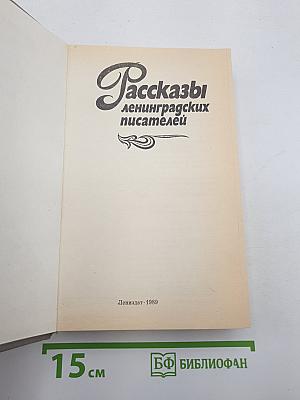 Рассказы
ленинградских
писателей
Лениздат·1989
15 см
БФ БИБЛИОФАН